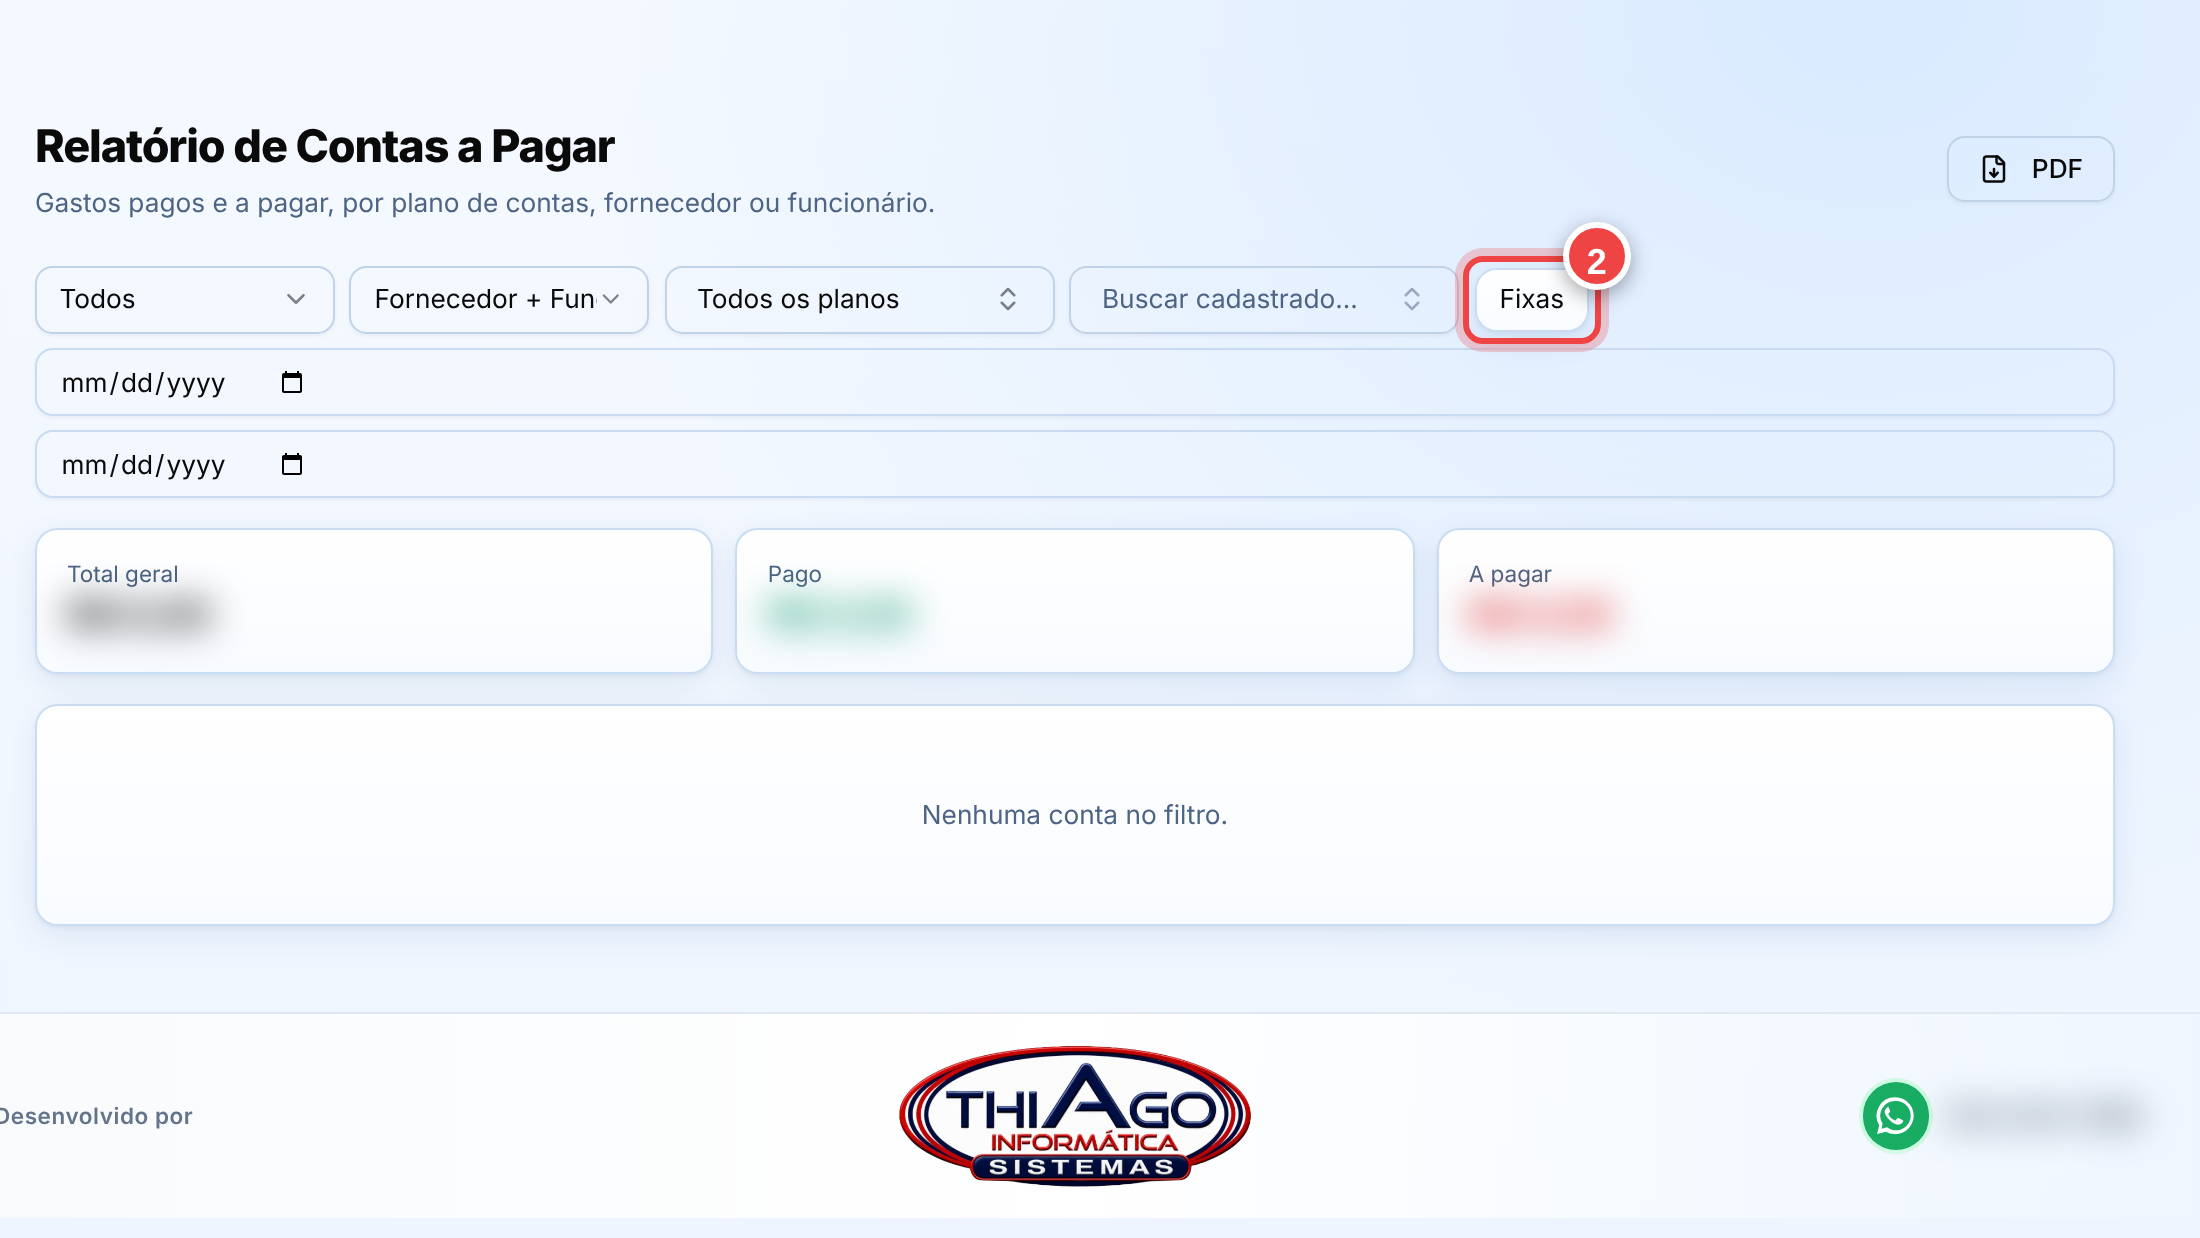 Relatório de Contas a Pagar
PDF
Gastos pagos e a pagar, por plano de contas, fornecedor ou funcionário.
2
Todos
Fornecedor + Fun
Todos os planos
Buscar cadastrado...
Fixas
mm/dd/yyyy
mm/dd/yyyy
Total geral
Pago
A pagar
Nenhuma conta no filtro.
Desenvolvido por
THIAGO
INFORMÁTICA
SISTEMAS